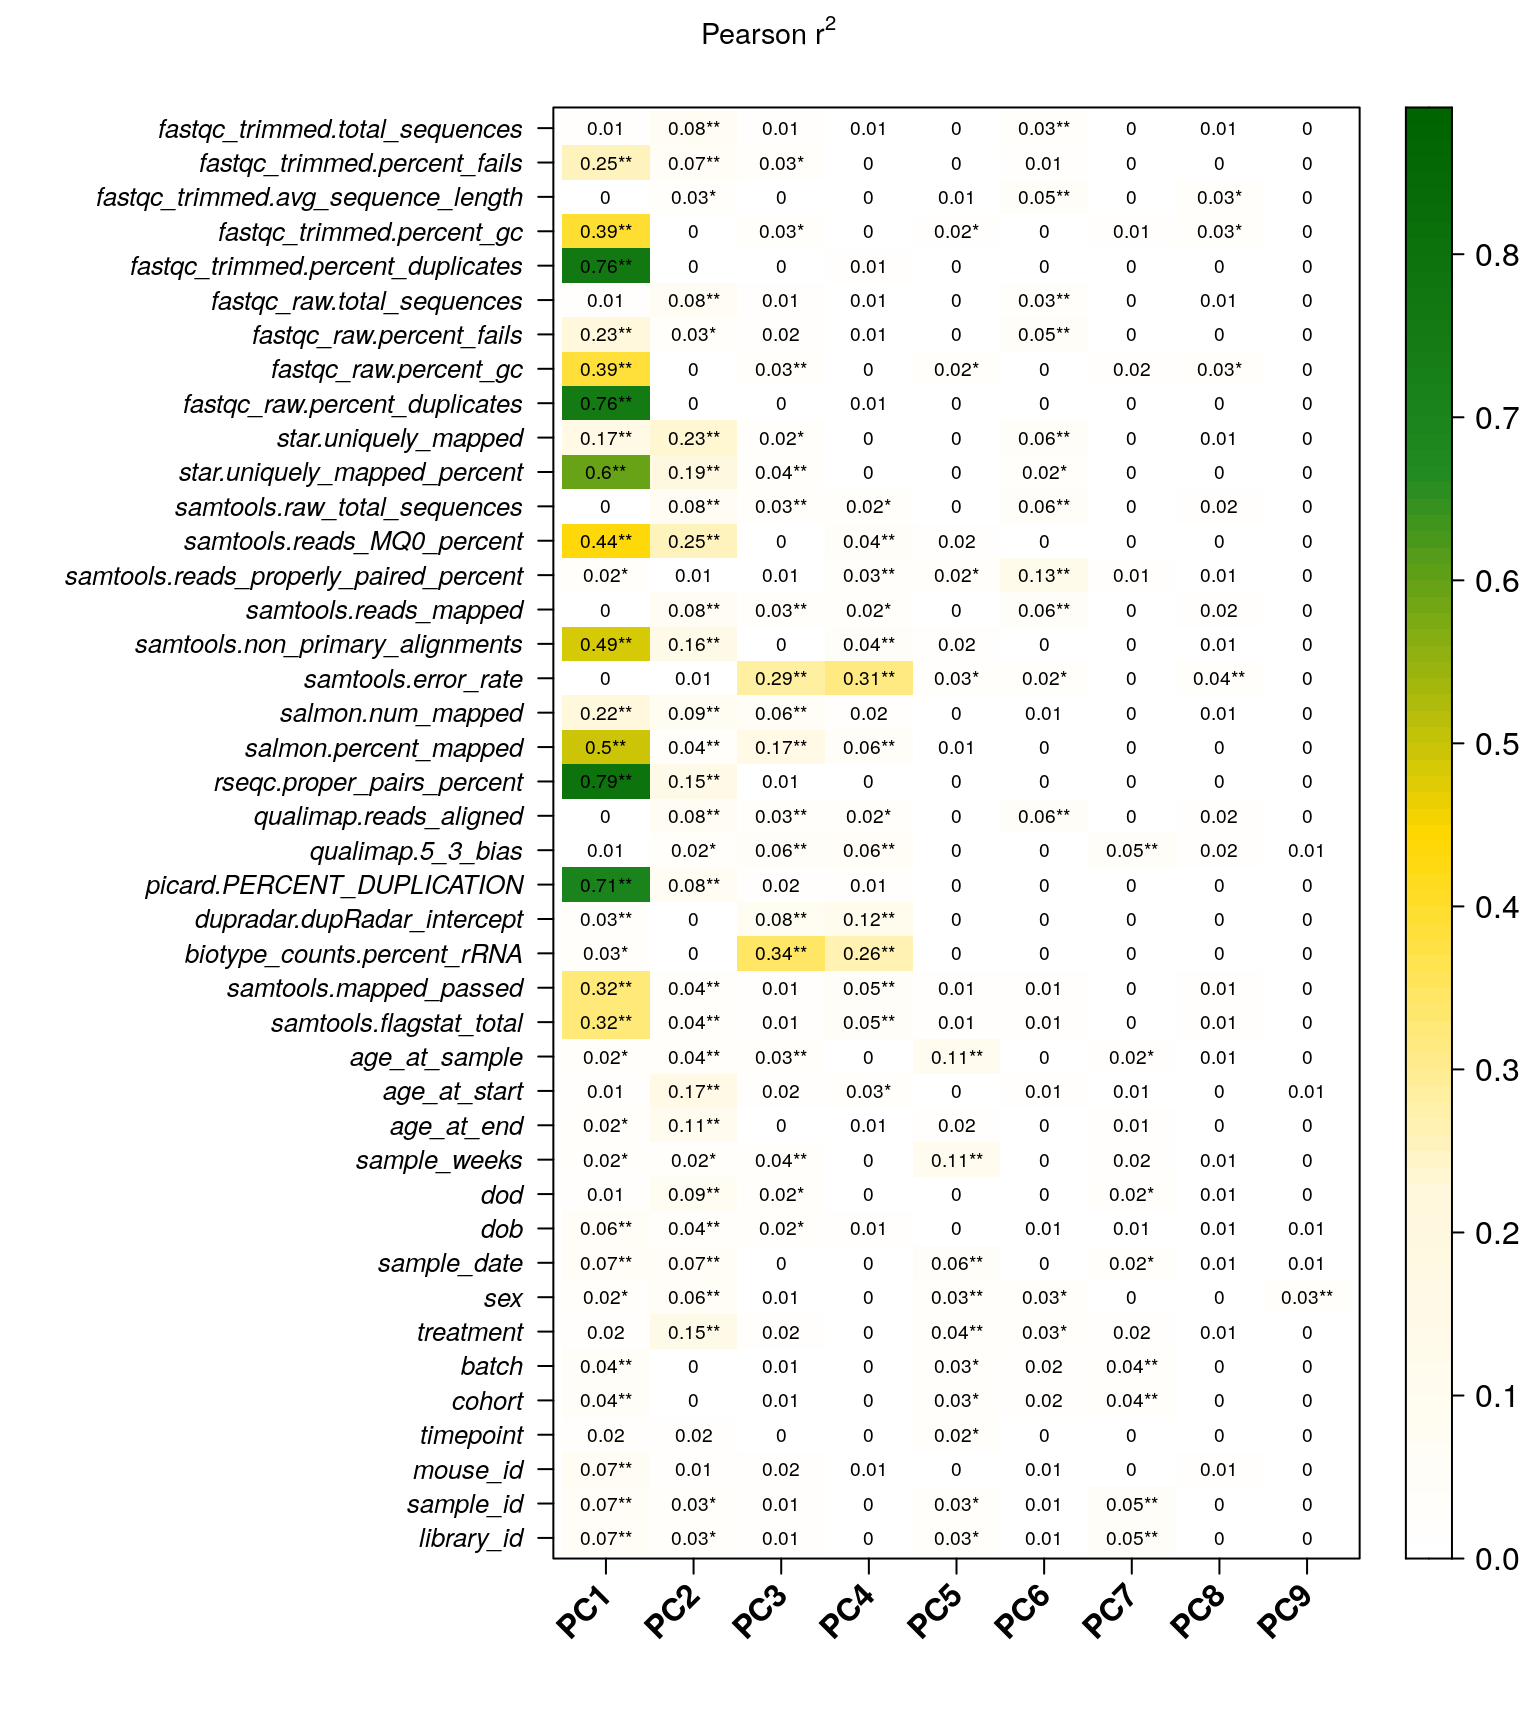 Pearson r²
fastqc_trimmed.total_sequences 0.01 0.08** 0.01 0.01 0 0.03** 0 0.01 0
fastqc_trimmed.percent_fails 0.25** 0.07** 0.03* 0 0 0.01 0 0 0
fastqc_trimmed.avg_sequence_length 0 0.03* 0 0 0.01 0.05** 0 0.03* 0
fastqc_trimmed.percent_gc 0.39** 0 0.03* 0 0.02* 0 0.01 0.03* 0
fastqc_trimmed.percent_duplicates 0.76** 0 0 0.01 0 0 0 0 0
fastqc_raw.total_sequences 0.01 0.08** 0.01 0.01 0 0.03** 0 0.01 0
fastqc_raw.percent_fails 0.23** 0.03* 0.02 0.01 0 0.05** 0 0 0
fastqc_raw.percent_gc 0.39** 0 0.03** 0 0.02* 0 0.02 0.03* 0
fastqc_raw.percent_duplicates 0.76** 0 0 0.01 0 0 0 0 0
star.uniquely_mapped 0.17** 0.23** 0.02* 0 0 0.06** 0 0.01 0
star.uniquely_mapped_percent 0.6** 0.19** 0.04** 0 0 0.02* 0 0 0
samtools.raw_total_sequences 0 0.08** 0.03** 0.02* 0 0.06** 0 0.02 0
samtools.reads_MQ0_percent 0.44** 0.25** 0 0.04** 0.02 0 0 0 0
samtools.reads_properly_paired_percent 0.02* 0.01 0.01 0.03** 0.02* 0.13** 0.01 0.01 0
samtools.reads_mapped 0 0.08** 0.03** 0.02* 0 0.06** 0 0.02 0
samtools.non_primary_alignments 0.49** 0.16** 0 0.04** 0.02 0 0 0.01 0
samtools.error_rate 0 0.01 0.29** 0.31** 0.03* 0.02* 0 0.04** 0
salmon.num_mapped 0.22** 0.09** 0.06** 0.02 0 0.01 0 0.01 0
salmon.percent_mapped 0.5** 0.04** 0.17** 0.06** 0.01 0 0 0 0
rseqc.proper_pairs_percent 0.79** 0.15** 0.01 0 0 0 0 0 0
qualimap.reads_aligned 0 0.08** 0.03** 0.02* 0 0.06** 0 0.02 0
qualimap.5_3_bias 0.01 0.02* 0.06** 0.06** 0 0 0.05** 0.02 0.01
picard.PERCENT_DUPLICATION 0.71** 0.08** 0.02 0.01 0 0 0 0 0
dupradar.dupRadar_intercept 0.03** 0 0.08** 0.12** 0 0 0 0 0
biotype_counts.percent_rRNA 0.03* 0 0.34** 0.26** 0 0 0 0 0
samtools.mapped_passed 0.32** 0.04** 0.01 0.05** 0.01 0.01 0 0.01 0
samtools.flagstat_total 0.32** 0.04** 0.01 0.05** 0.01 0.01 0 0.01 0
age_at_sample 0.02* 0.04** 0.03** 0 0.11** 0 0.02* 0.01 0
age_at_start 0.01 0.17** 0.02 0.03* 0 0.01 0.01 0 0.01
age_at_end 0.02* 0.11** 0 0.01 0.02 0 0.01 0 0
sample_weeks 0.02* 0.02* 0.04** 0 0.11** 0 0.02 0.01 0
dod 0.01 0.09** 0.02* 0 0 0 0.02* 0.01 0
dob 0.06** 0.04** 0.02* 0.01 0 0.01 0.01 0.01 0.01
sample_date 0.07** 0.07** 0 0 0.06** 0 0.02* 0.01 0.01
sex 0.02* 0.06** 0.01 0 0.03** 0.03* 0 0 0.03**
treatment 0.02 0.15** 0.02 0 0.04** 0.03* 0.02 0.01 0
batch 0.04** 0 0.01 0 0.03* 0.02 0.04** 0 0
cohort 0.04** 0 0.01 0 0.03* 0.02 0.04** 0 0
timepoint 0.02 0.02 0 0 0.02* 0 0 0 0
mouse_id 0.07** 0.01 0.02 0.01 0 0.01 0 0.01 0
sample_id 0.07** 0.03* 0.01 0 0.03* 0.01 0.05** 0 0
library_id 0.07** 0.03* 0.01 0 0.03* 0.01 0.05** 0 0
PC1 PC2 PC3 PC4 PC5 PC6 PC7 PC8 PC9
0.8
0.7
0.6
0.5
0.4
0.3
0.2
0.1
0.0